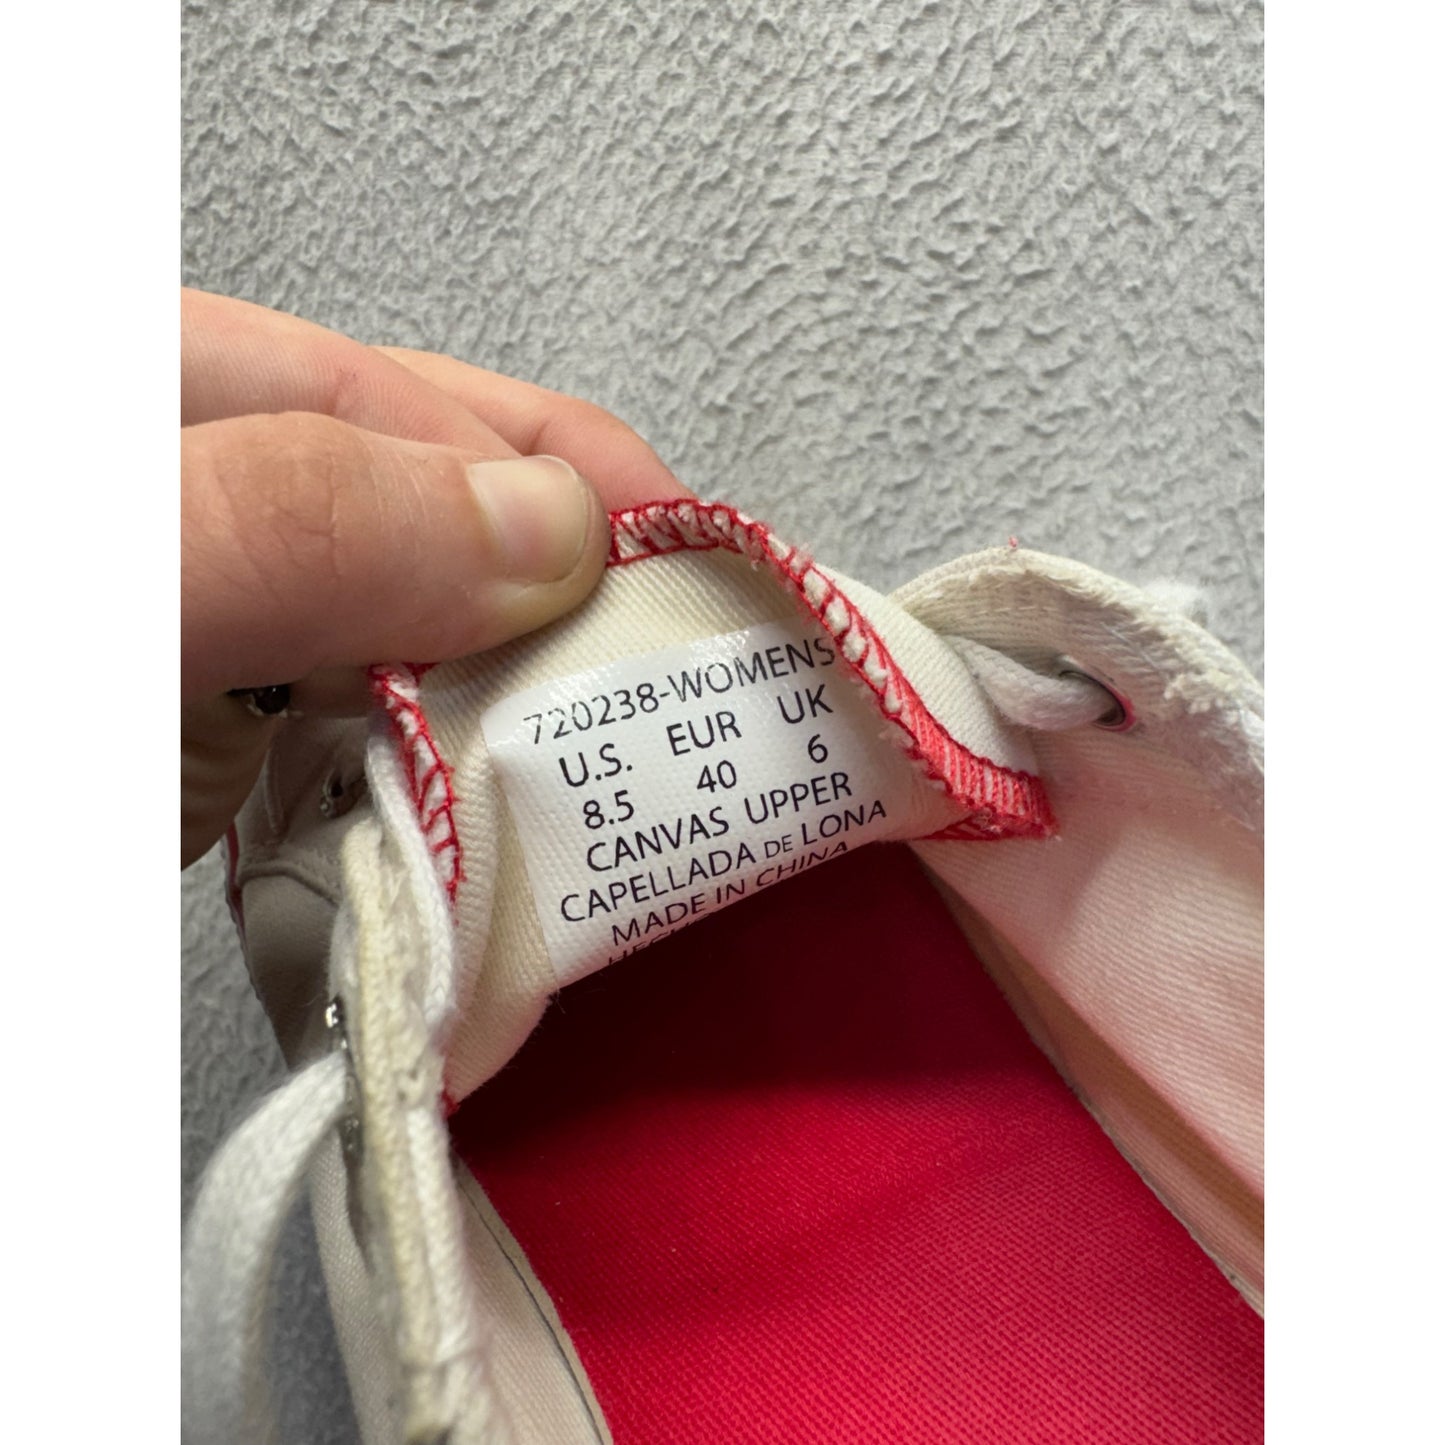 720238-WOMENS
U.S. EUR UK
8.5 40 6
CANVAS UPPER
CAPELLADA DE LONA
MADE IN CHINA